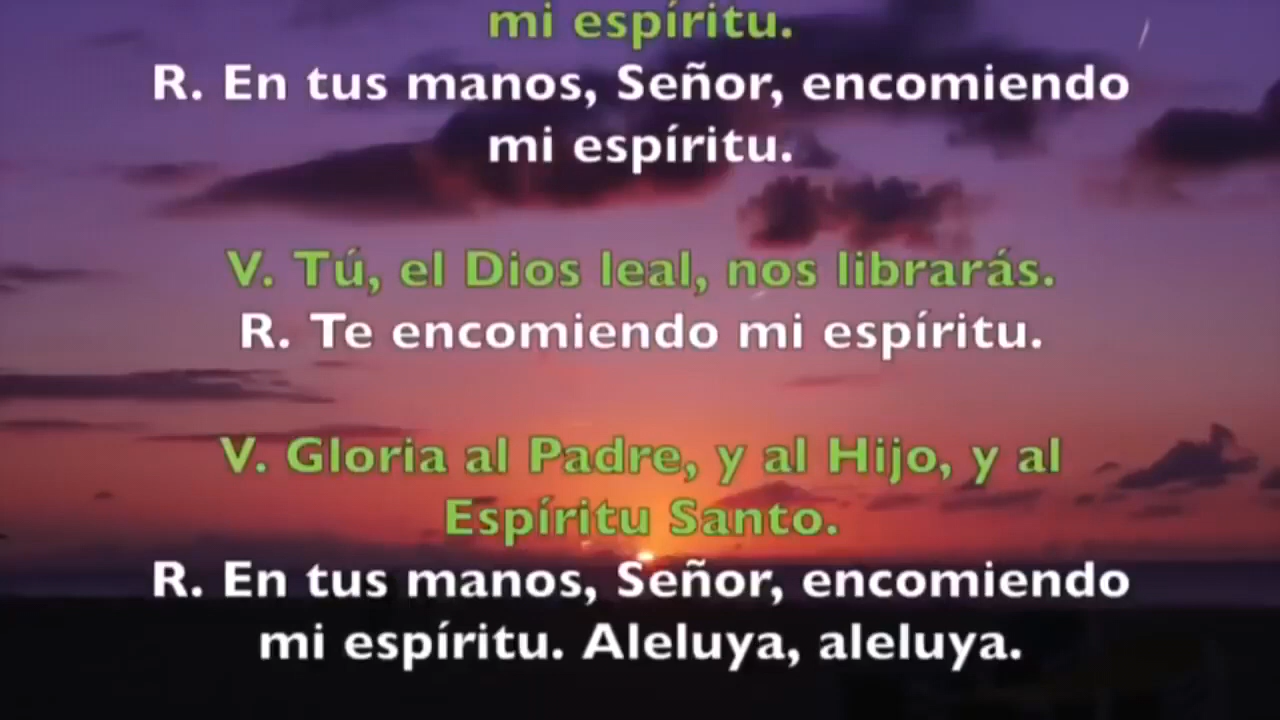 mi espíritu.
R. En tus manos, Señor, encomiendo
mi espíritu.
V. Tú, el Dios leal, nos librarás.
R. Te encomiendo mi espíritu.
V. Gloria al Padre, y al Hijo, y al
Espíritu Santo.
R. En tus manos, Señor, encomiendo
mi espíritu. Aleluya, aleluya.